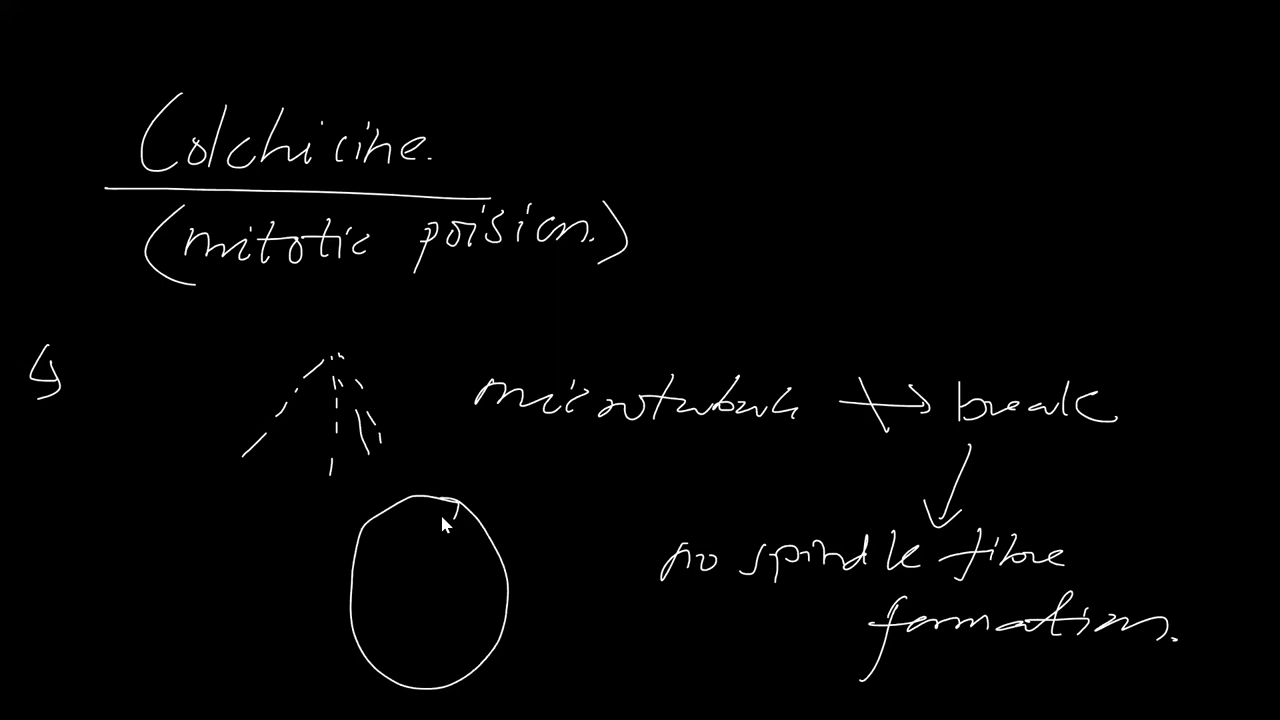 Colchicine.
(mitotic poision.)
microtubule → break
no spindle fibre
formation.